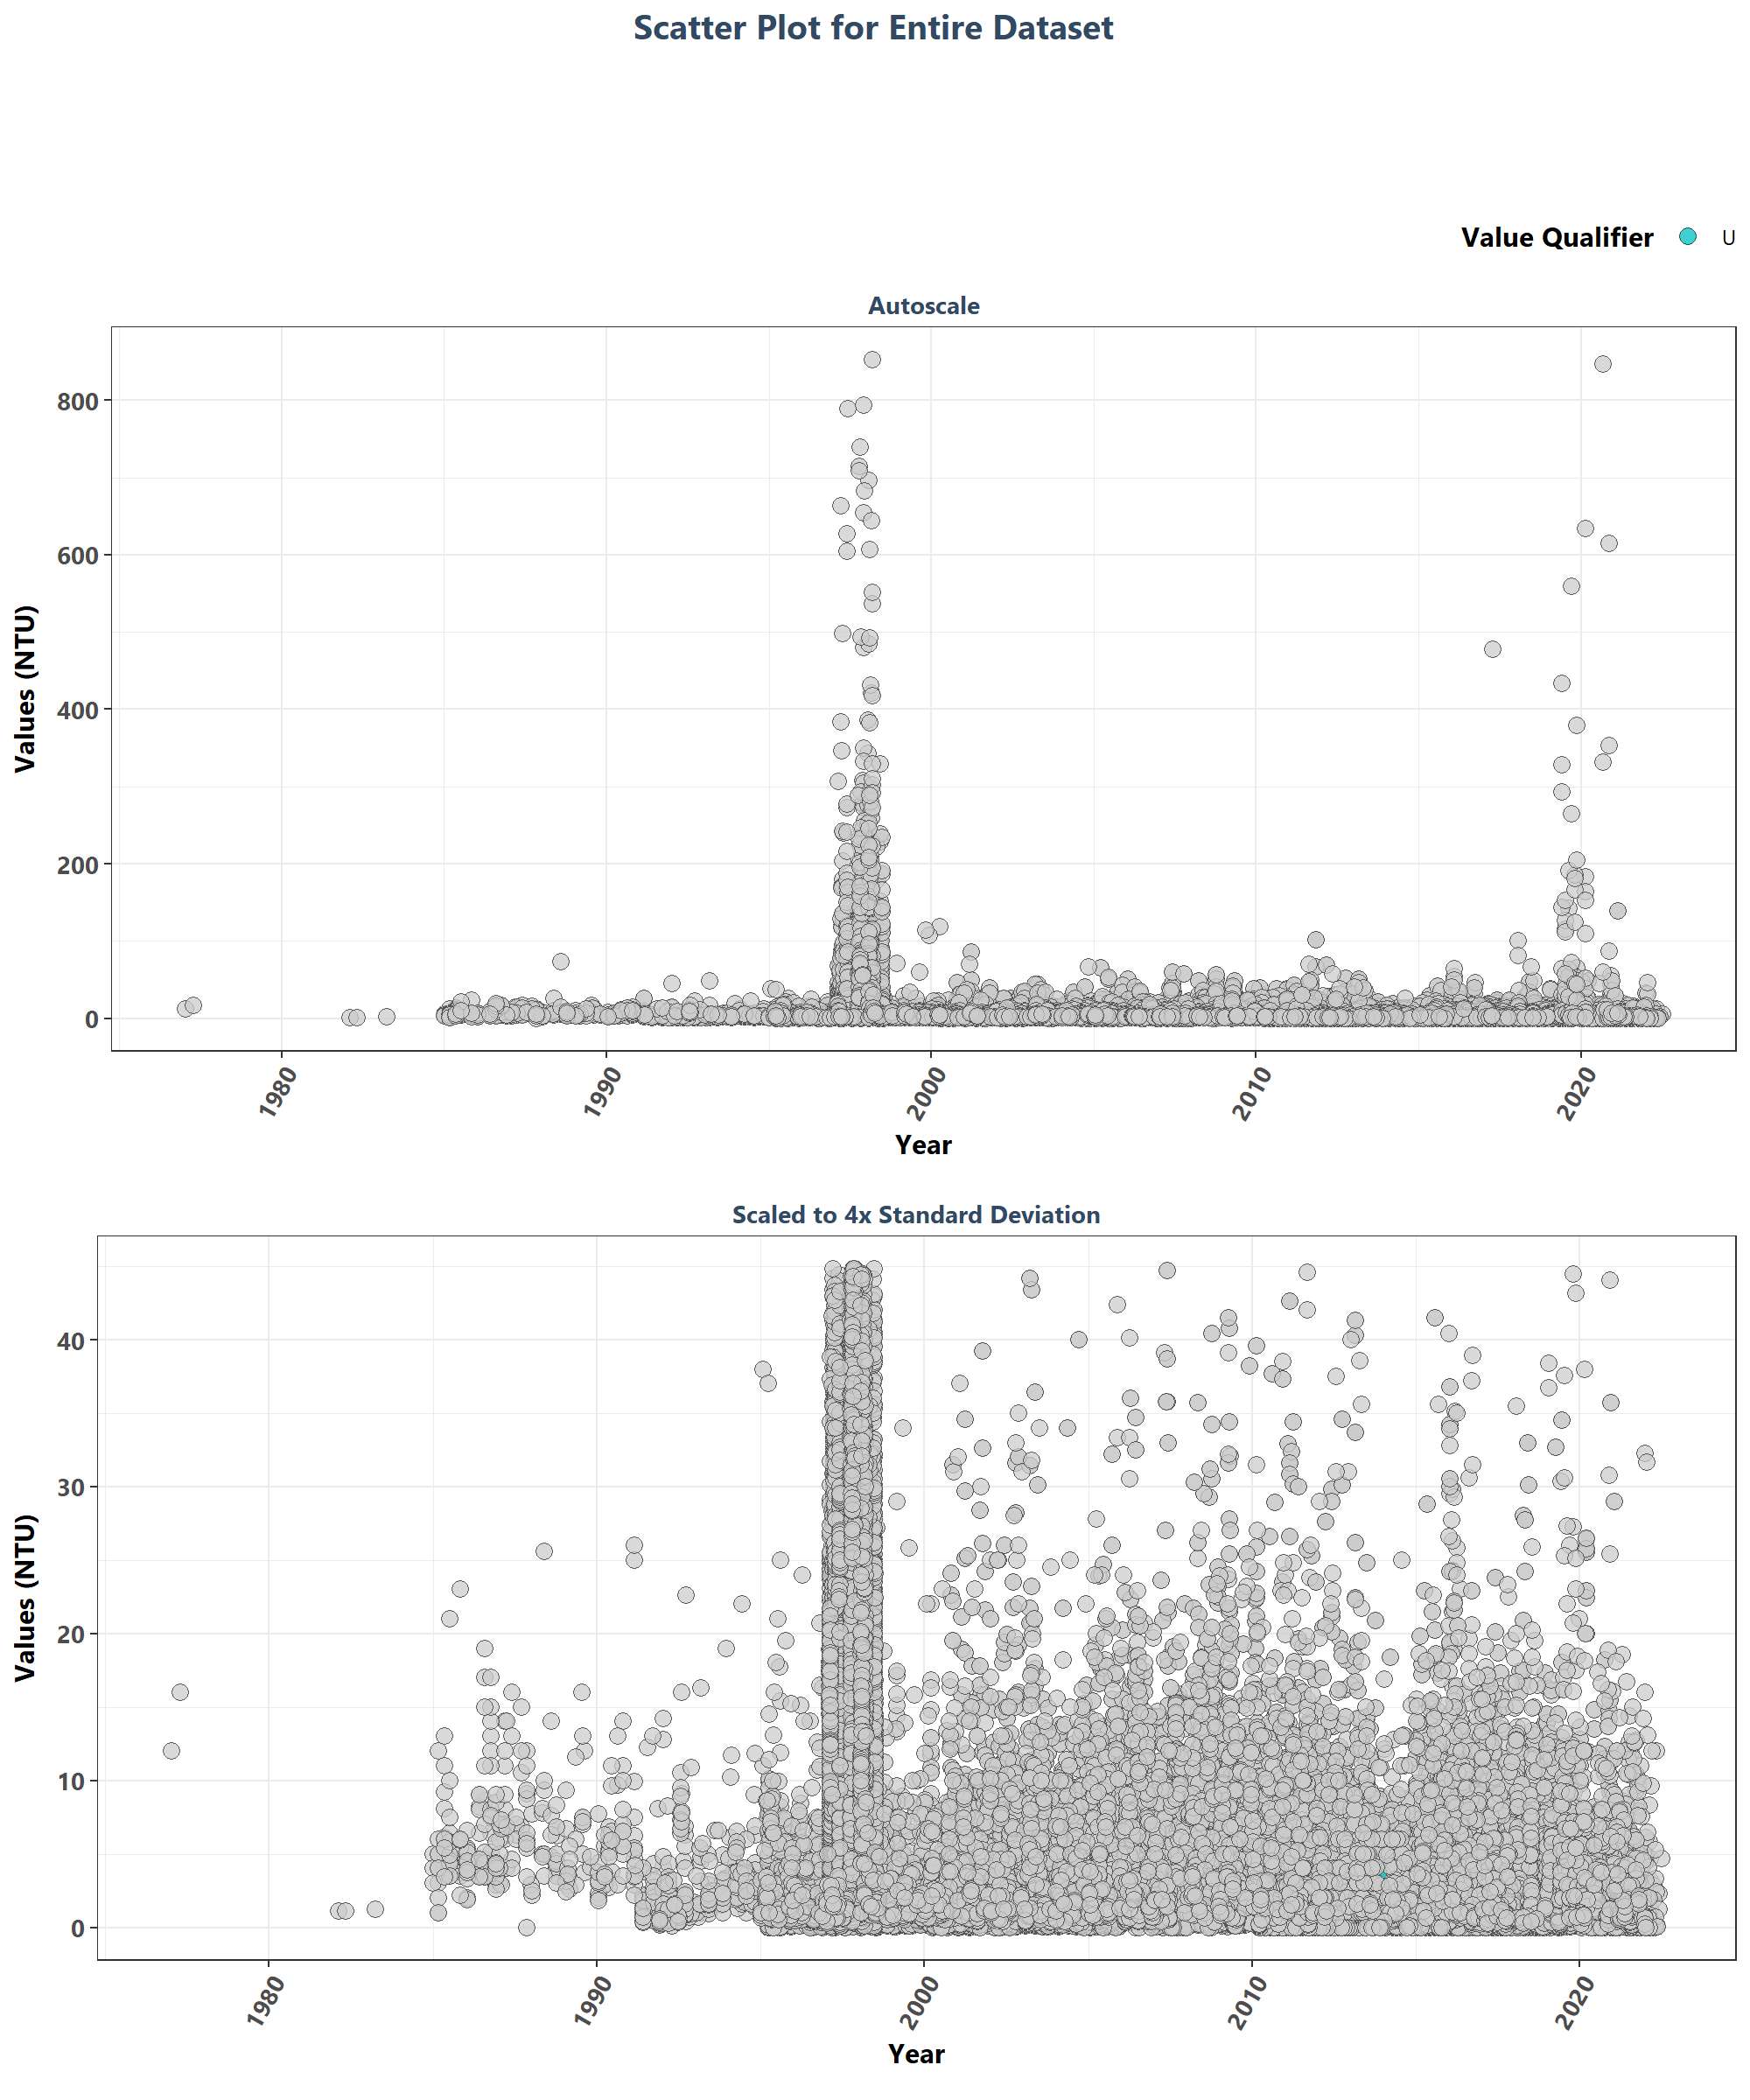 Scatter Plot for Entire Dataset
Value Qualifier U
Autoscale
Values (NTU)
800
600
400
200
0
1980 1990 2000 2010 2020
Year
Scaled to 4x Standard Deviation
Values (NTU)
40
30
20
10
0
1980 1990 2000 2010 2020
Year